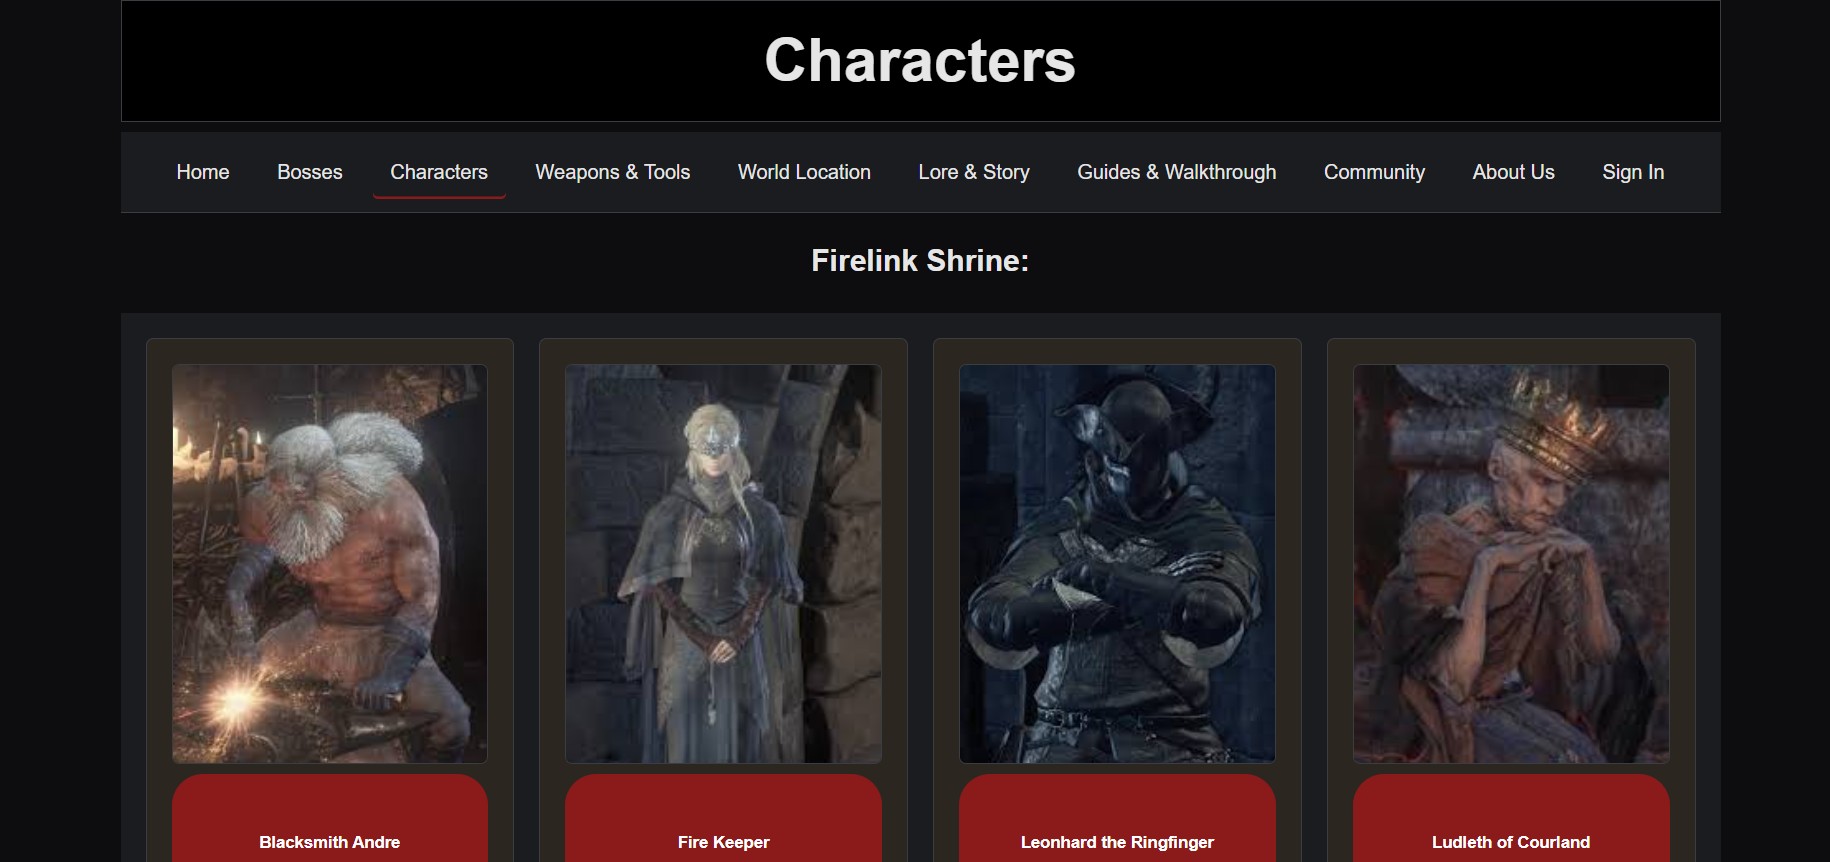 Characters
Home Bosses Characters Weapons & Tools World Location Lore & Story Guides & Walkthrough Community About Us Sign In
Firelink Shrine:
Blacksmith Andre
Fire Keeper
Leonhard the Ringfinger
Ludleth of Courland